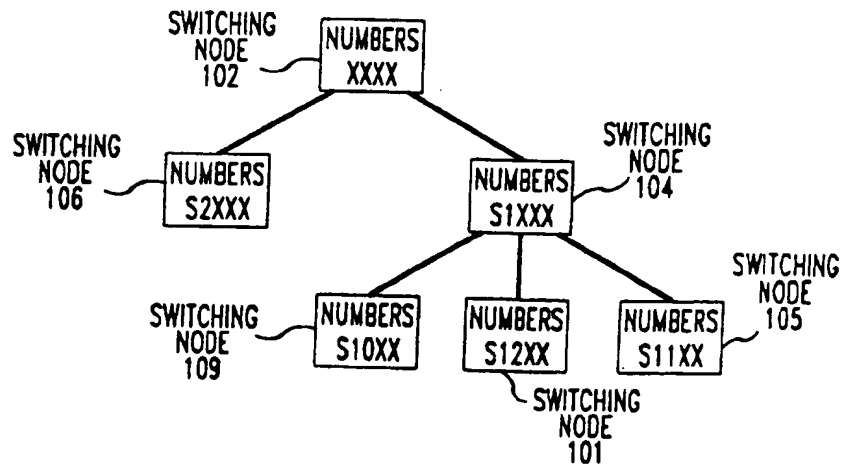 SWITCHING
NODE
102
NUMBERS
XXXX
SWITCHING
NODE
106
NUMBERS
S2XXX
NUMBERS
S1XXX
SWITCHING
NODE
104
SWITCHING
NODE
109
NUMBERS
S10XX
NUMBERS
S12XX
NUMBERS
S11XX
SWITCHING
NODE
105
SWITCHING
NODE
101